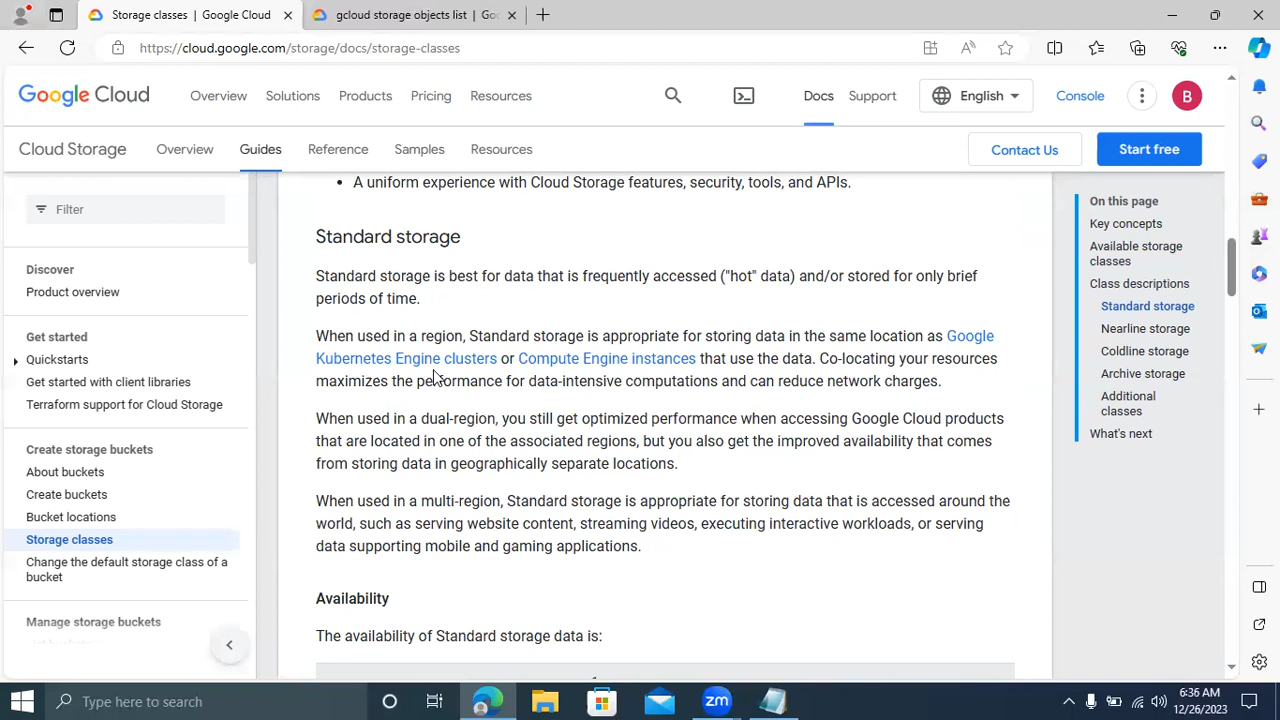 Storage classes | Google Cloud
gcloud storage objects list | Goo
https://cloud.google.com/storage/docs/storage-classes
Google Cloud
Overview
Solutions
Products
Pricing
Resources
Docs
Support
English
Console
B
Cloud Storage
Overview
Guides
Reference
Samples
Resources
Contact Us
Start free
Filter
Discover
Product overview
Get started
Quickstarts
Get started with client libraries
Terraform support for Cloud Storage
Create storage buckets
About buckets
Create buckets
Bucket locations
Storage classes
Change the default storage class of a
bucket
Manage storage buckets
• A uniform experience with Cloud Storage features, security, tools, and APIs.
Standard storage
Standard storage is best for data that is frequently accessed ("hot" data) and/or stored for only brief
periods of time.
When used in a region, Standard storage is appropriate for storing data in the same location as Google
Kubernetes Engine clusters or Compute Engine instances that use the data. Co-locating your resources
maximizes the performance for data-intensive computations and can reduce network charges.
When used in a dual-region, you still get optimized performance when accessing Google Cloud products
that are located in one of the associated regions, but you also get the improved availability that comes
from storing data in geographically separate locations.
When used in a multi-region, Standard storage is appropriate for storing data that is accessed around the
world, such as serving website content, streaming videos, executing interactive workloads, or serving
data supporting mobile and gaming applications.
Availability
The availability of Standard storage data is:
On this page
Key concepts
Available storage
classes
Class descriptions
Standard storage
Nearline storage
Coldline storage
Archive storage
Additional
classes
What's next
Type here to search
zm
6:36 AM
12/26/2023